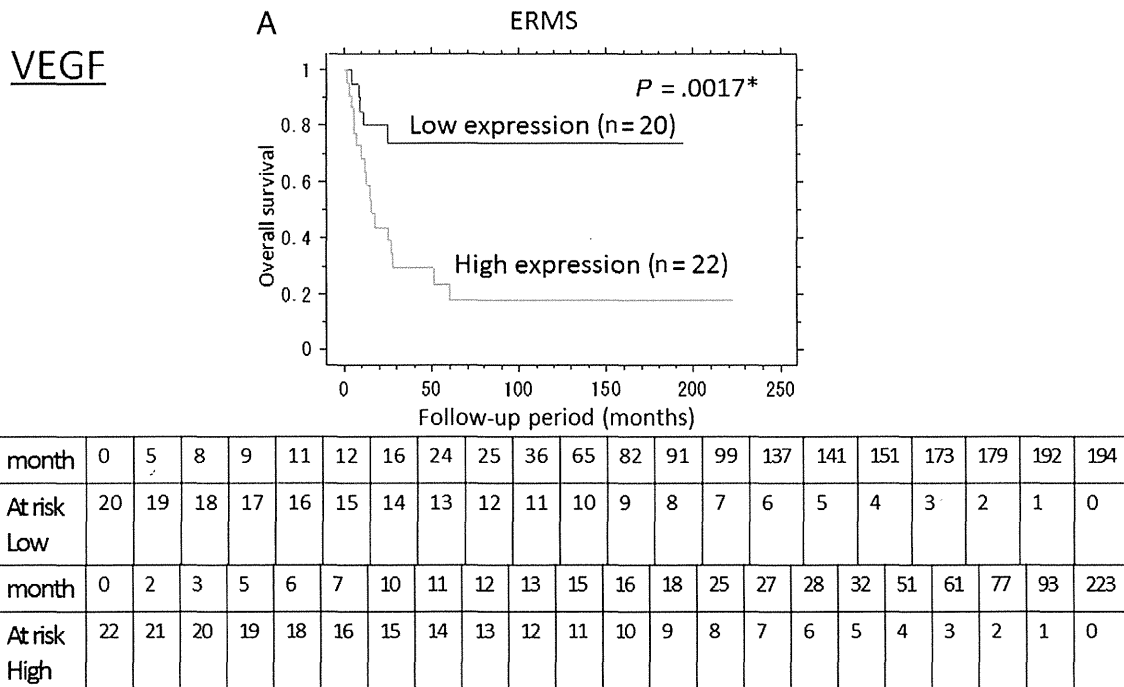 A
ERMS
VEGF
P = .0017*
Low expression (n=20)
High expression (n=22)
Overall survival
1
0.8
0.6
0.4
0.2
0
0 50 100 150 200 250
Follow-up period (months)
month 0 5 8 9 11 12 16 24 25 36 65 82 91 99 137 141 151 173 179 192 194
At risk Low 20 19 18 17 16 15 14 13 12 11 10 9 8 7 6 5 4 3 2 1 0
month 0 2 3 5 6 7 10 11 12 13 15 16 18 25 27 28 32 51 61 77 93 223
At risk High 22 21 20 19 18 16 15 14 13 12 11 10 9 8 7 6 5 4 3 2 1 0